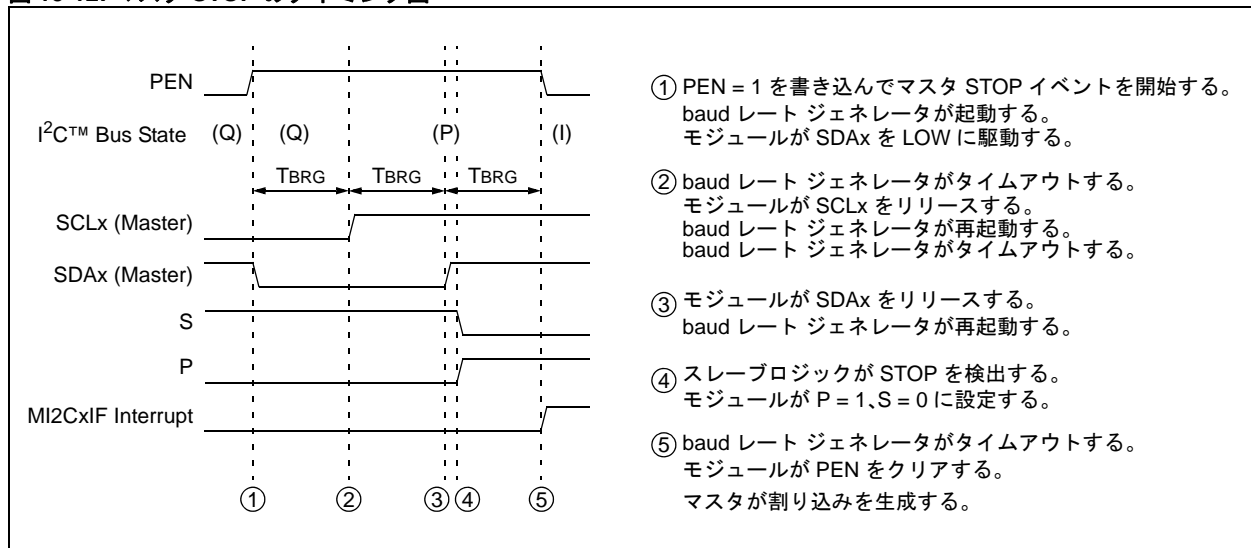 PEN
I2C™ Bus State (Q) (Q) (P) (I)
TBRG TBRG TBRG
SCLx (Master)
SDAx (Master)
S
P
MI2CxIF Interrupt
① ② ③ ④ ⑤
① PEN = 1 を書き込んでマスタ STOP イベントを開始する。
baud レート ジェネレータが起動する。
モジュールが SDAx を LOW に駆動する。
② baud レート ジェネレータがタイムアウトする。
モジュールが SCLx をリリースする。
baud レート ジェネレータが再起動する。
baud レート ジェネレータがタイムアウトする。
③ モジュールが SDAx をリリースする。
baud レート ジェネレータが再起動する。
④ スレーブロジックが STOP を検出する。
モジュールが P = 1、S = 0 に設定する。
⑤ baud レート ジェネレータがタイムアウトする。
モジュールが PEN をクリアする。
マスタが割り込みを生成する。